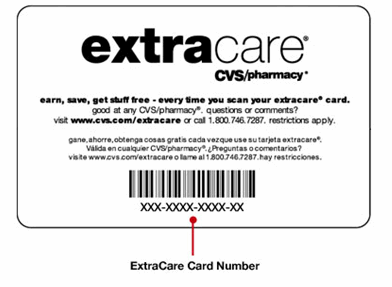 extracare®
CVS/pharmacy®
earn, save, get stuff free - every time you scan your extracare® card.
good at any CVS/pharmacy®. questions or comments?
visit www.cvs.com/extracare or call 1.800.746.7287. restrictions apply.
gane,ahorre,obtenga cosas gratis cada vezque use su tarjeta extracare®.
Válida en cualquier CVS/pharmacy®.¿Preguntas o comentarios?
visite www.cvs.com/extracare o llame al 1.800.746.7287.hay restricciones.
XXX-XXXX-XXXX-XX
ExtraCare Card Number